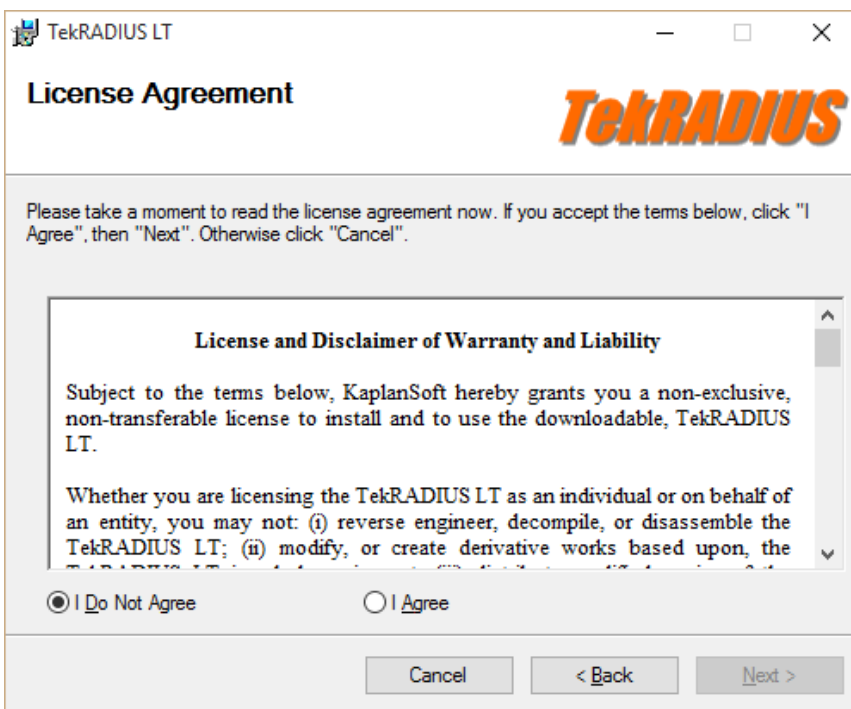 TekRADIUS LT
License Agreement
TekRADIUS
Please take a moment to read the license agreement now. If you accept the terms below, click "I
Agree", then "Next". Otherwise click "Cancel".
License and Disclaimer of Warranty and Liability
Subject to the terms below, KaplanSoft hereby grants you a non-exclusive,
non-transferable license to install and to use the downloadable, TekRADIUS
LT.
Whether you are licensing the TekRADIUS LT as an individual or on behalf of
an entity, you may not: (i) reverse engineer, decompile, or disassemble the
TekRADIUS LT; (ii) modify, or create derivative works based upon, the
I Do Not Agree
I Agree
Cancel
< Back
Next >